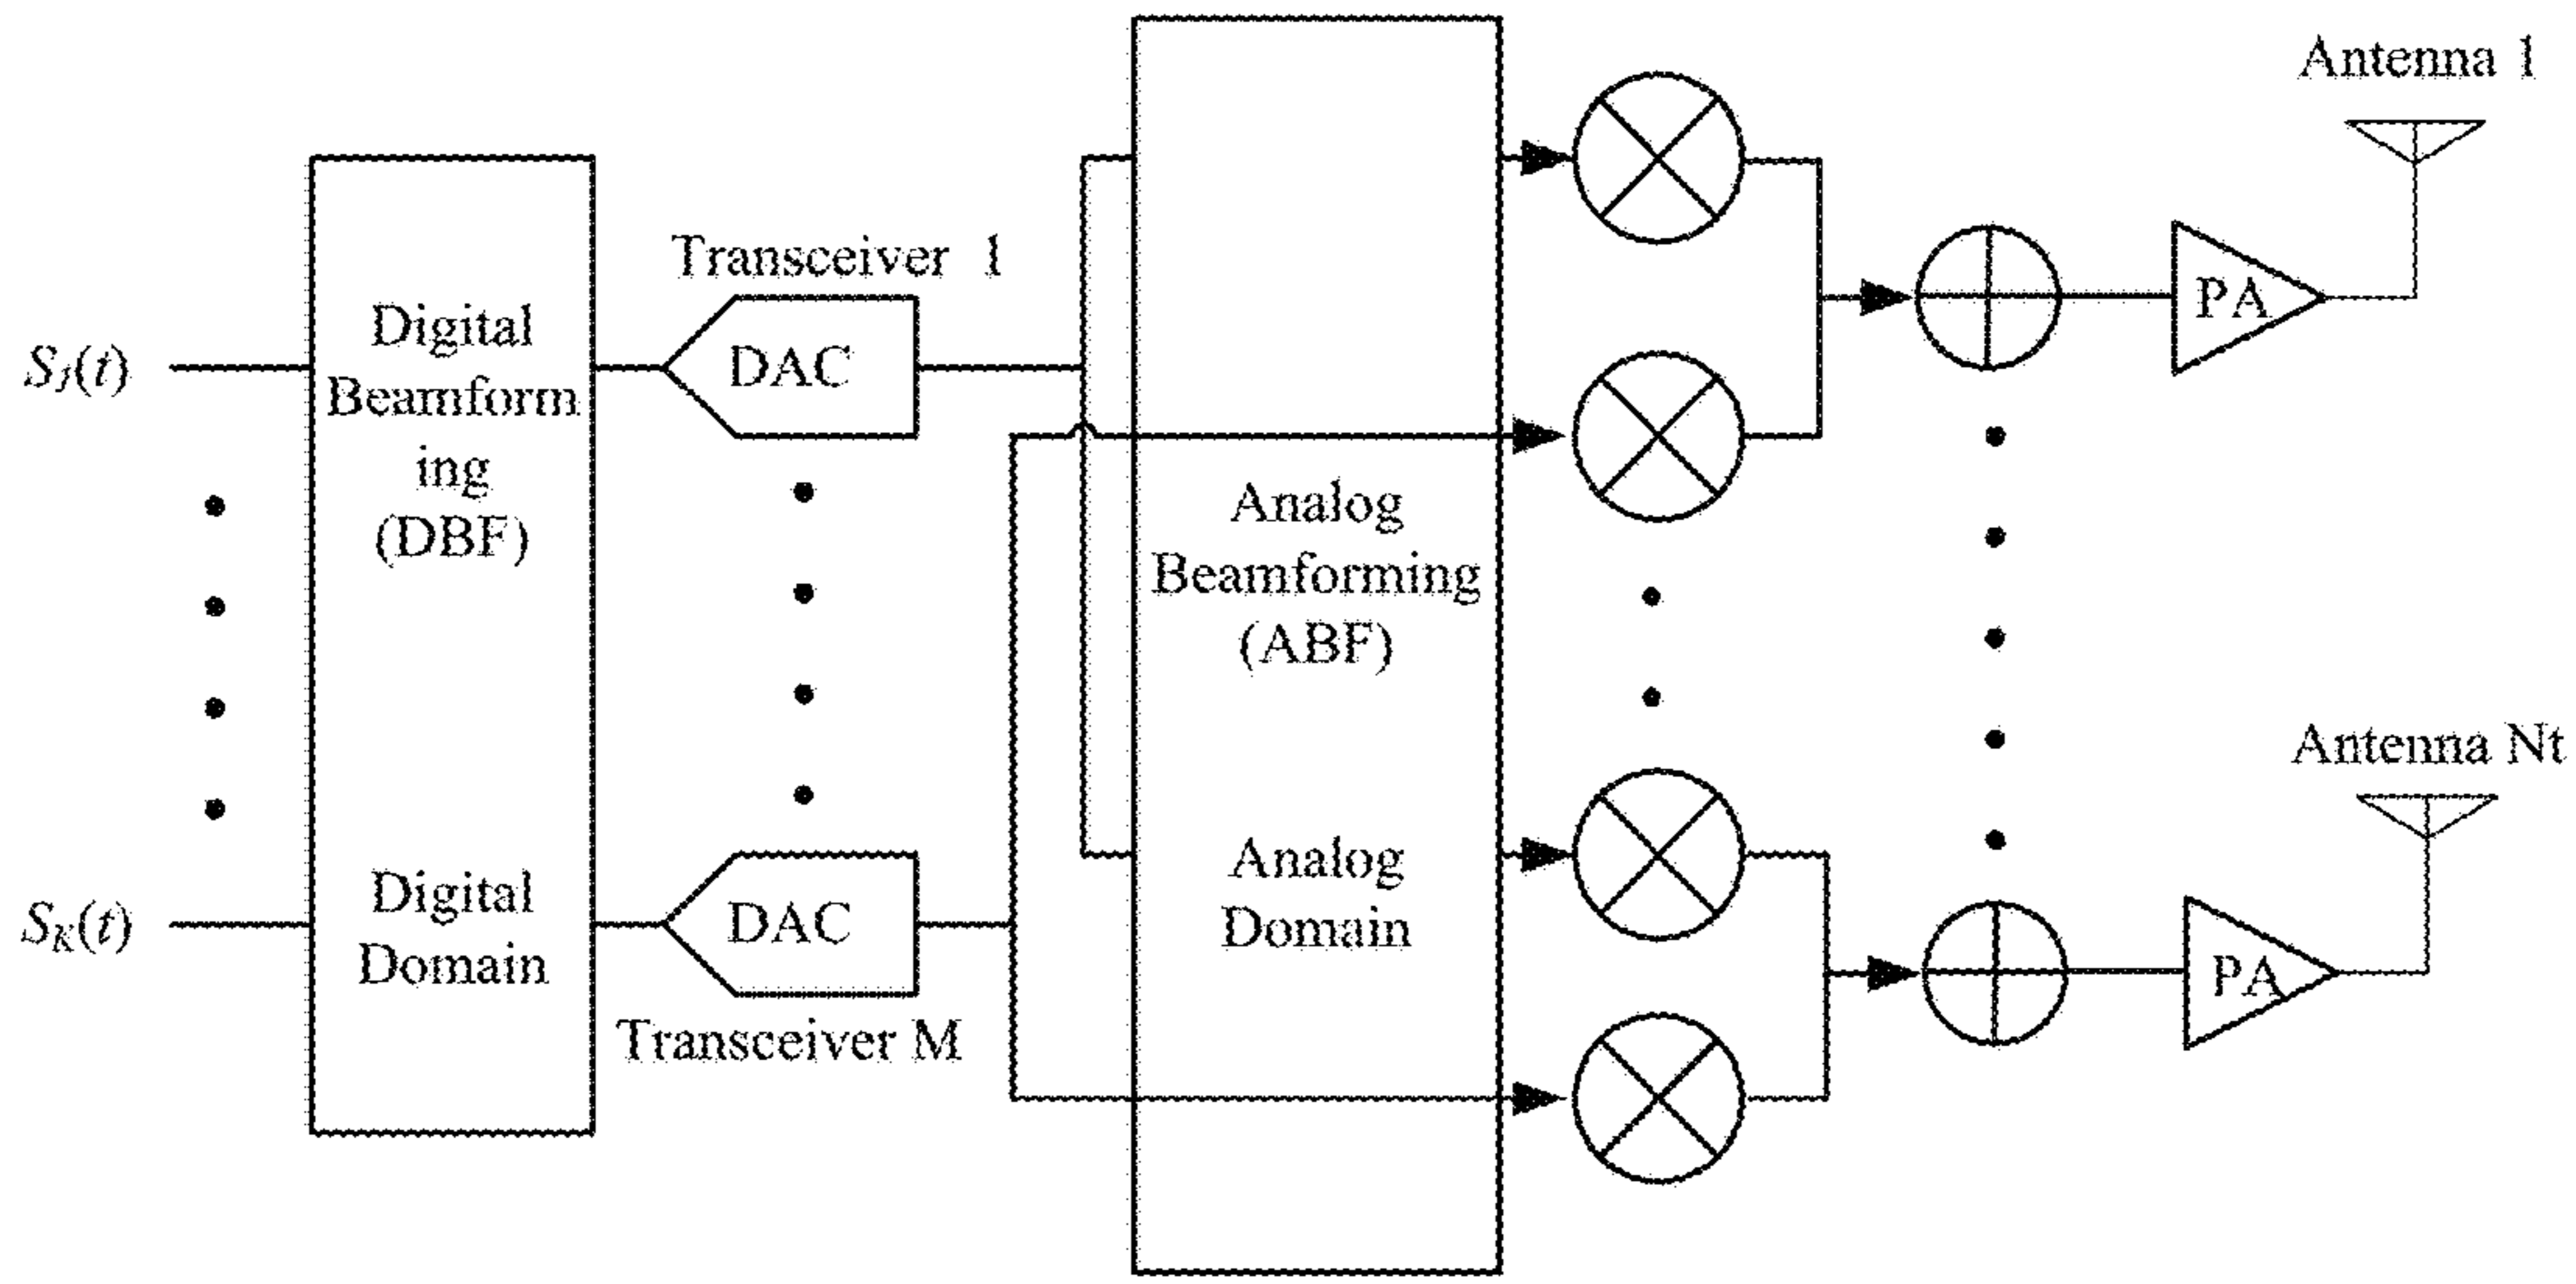 Antenna 1
Transceiver 1
Digital
Beamform
ing
(DBF)
S1(t)
DAC
PA
Analog
Beamforming
(ABF)
Antenna Nt
Digital
Domain
SK(t)
DAC
Transceiver M
Analog
Domain
PA